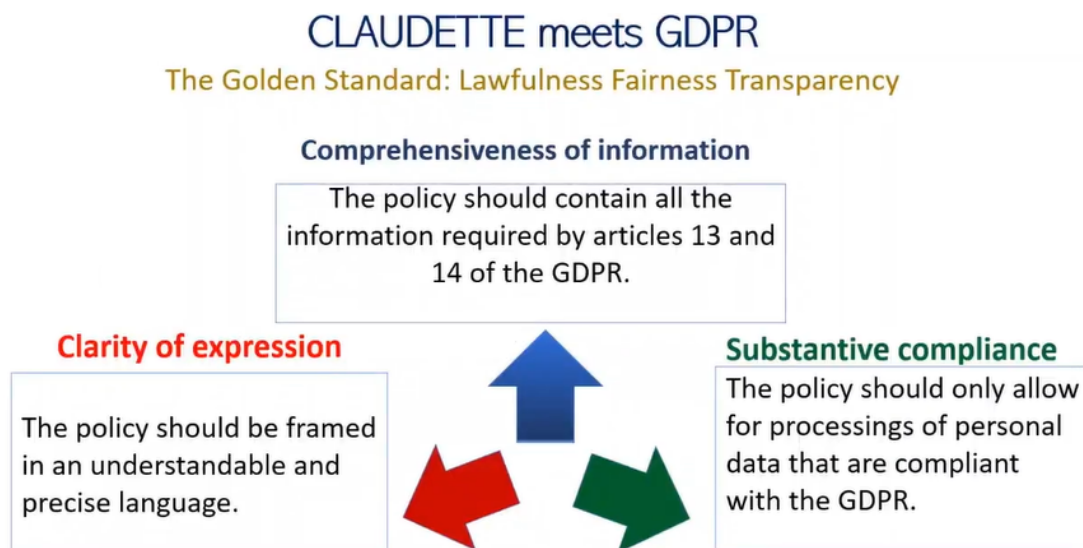 CLAUDETTE meets GDPR
The Golden Standard: Lawfulness Fairness Transparency
Comprehensiveness of information
The policy should contain all the
information required by articles 13 and
14 of the GDPR.
Clarity of expression
The policy should be framed
in an understandable and
precise language.
Substantive compliance
The policy should only allow
for processings of personal
data that are compliant
with the GDPR.